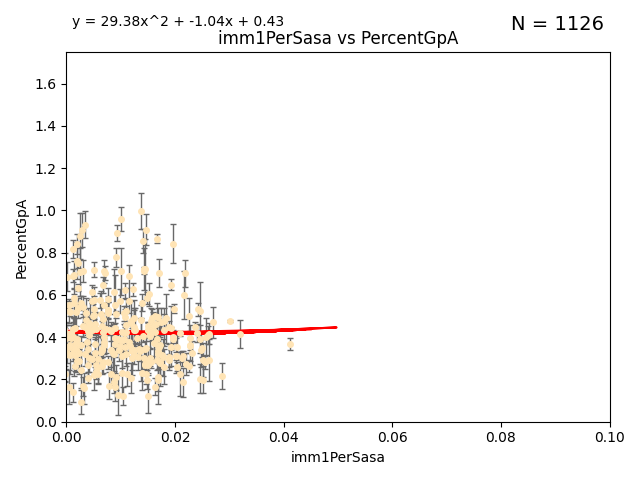 y = 29.38x^2 + -1.04x + 0.43
N = 1126
imm1PerSasa vs PercentGpA
1.6
1.4
1.2
1.0
0.8
0.6
0.4
0.2
0.0
PercentGpA
0.00 0.02 0.04 0.06 0.08 0.10
imm1PerSasa